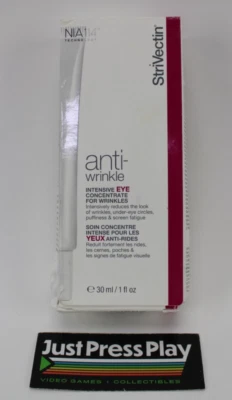 NIA114
TECHNOLOGY
StriVectin
anti-
wrinkle
INTENSIVE EYE
CONCENTRATE
FOR WRINKLES
Intensively reduces the look
of wrinkles, under-eye circles,
puffiness & screen fatigue
SOIN CONCENTRÉ
INTENSE POUR LES
YEUX ANTI-RIDES
Réduit fortement les rides,
les cernes, poches &
les signes de fatigue visuelle
e 30 ml / 1 fl oz
JUST PRESS PLAY
VIDEO GAMES - COLLECTIBLES